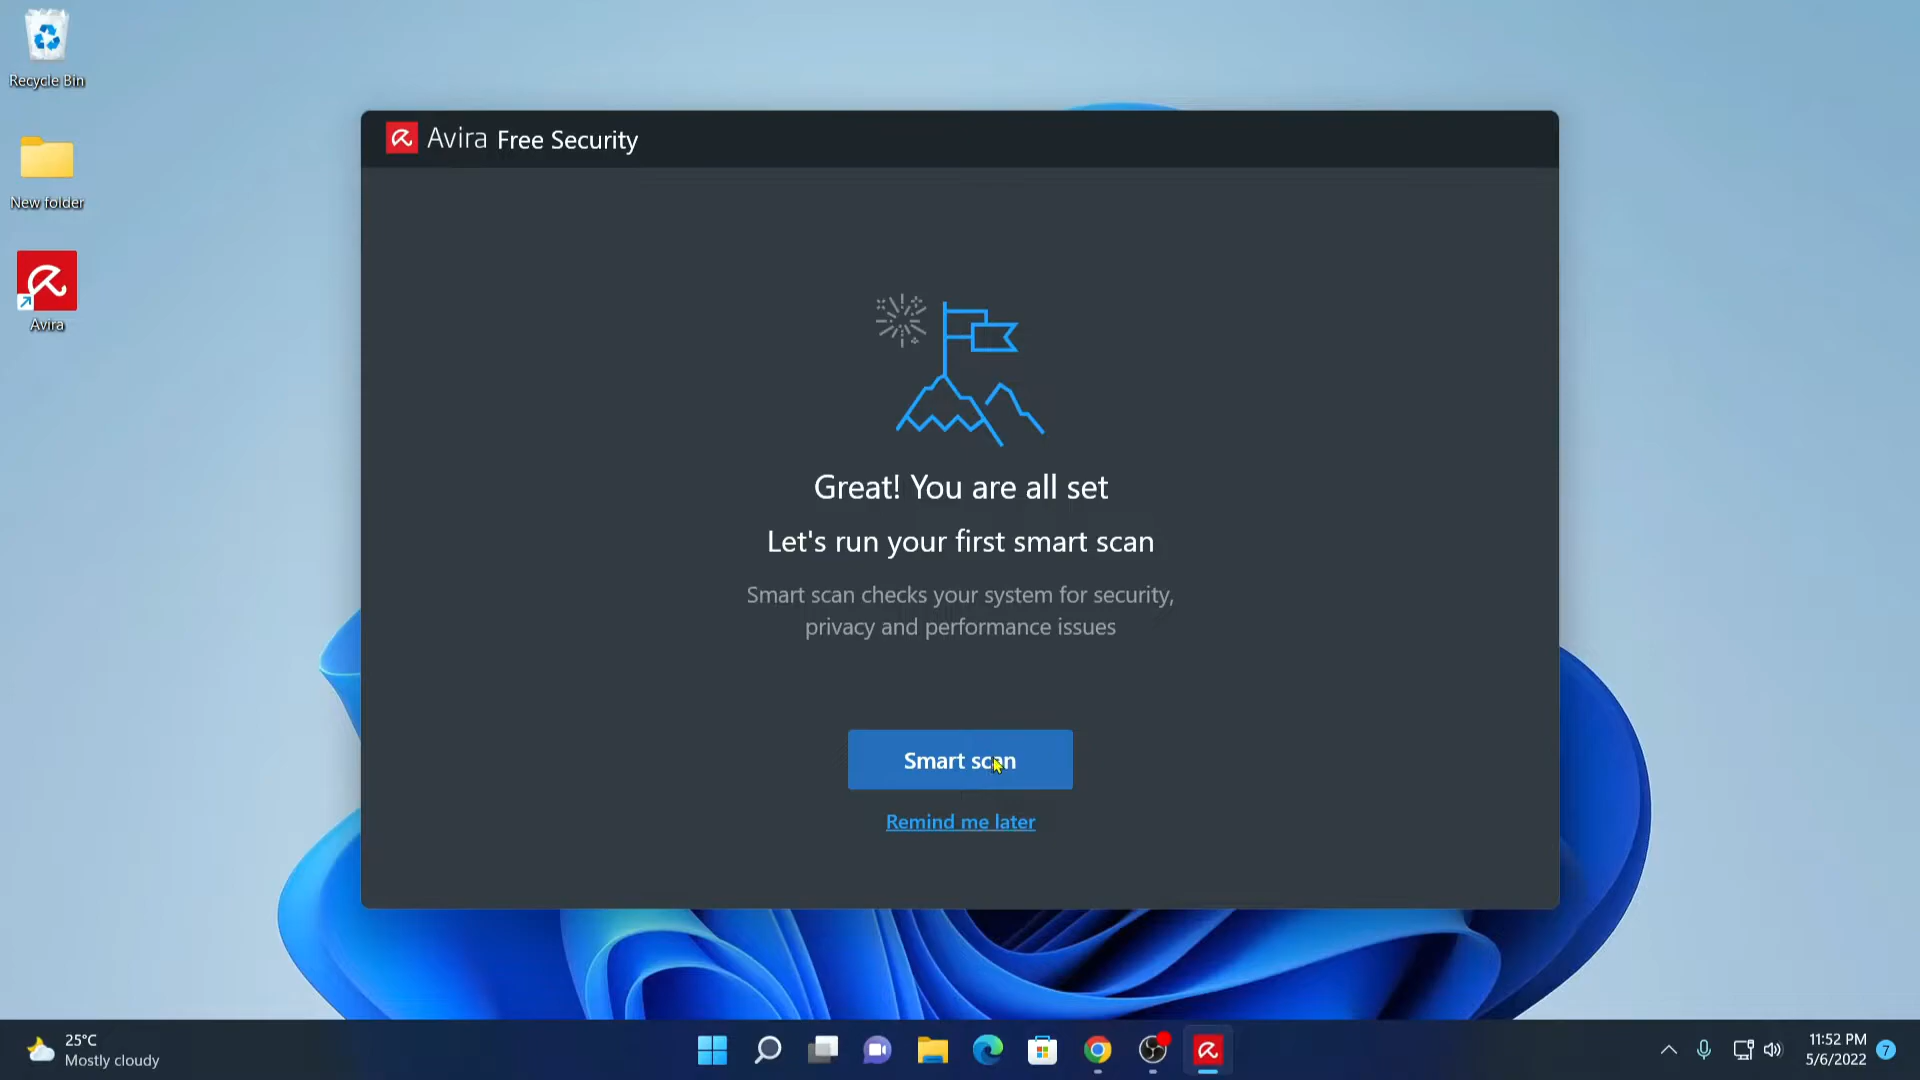 Recycle Bin
New folder
Avira
Avira Free Security
Great! You are all set
Let's run your first smart scan
Smart scan checks your system for security,
privacy and performance issues
Smart scan
Remind me later
25°C
Mostly cloudy
11:52 PM
5/6/2022
7